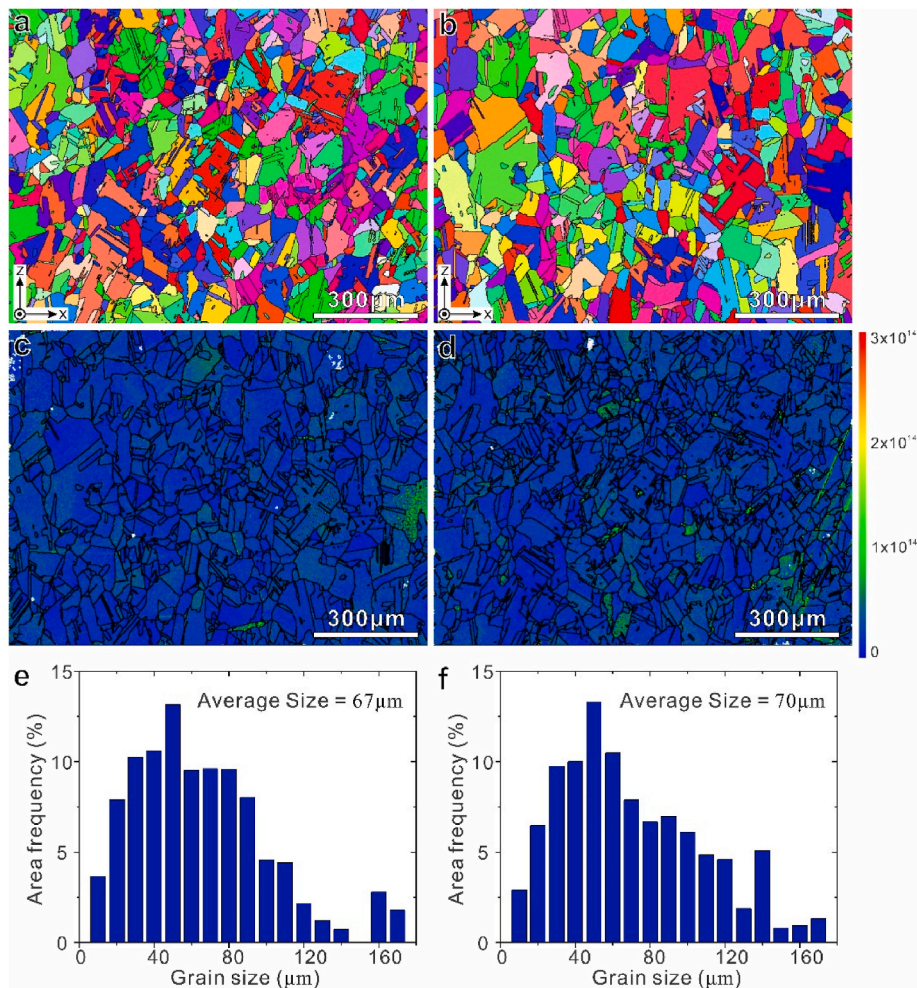 a
b
Z
X
300μm
Z
X
300μm
c
d
300μm
300μm
3x10¹⁴
2x10¹⁴
1x10¹⁴
0
e
Average Size = 67μm
Area frequency (%)
15
10
5
0
0 40 80 120 160
Grain size (μm)
f
Average Size = 70μm
Area frequency (%)
15
10
5
0
0 40 80 120 160
Grain size (μm)